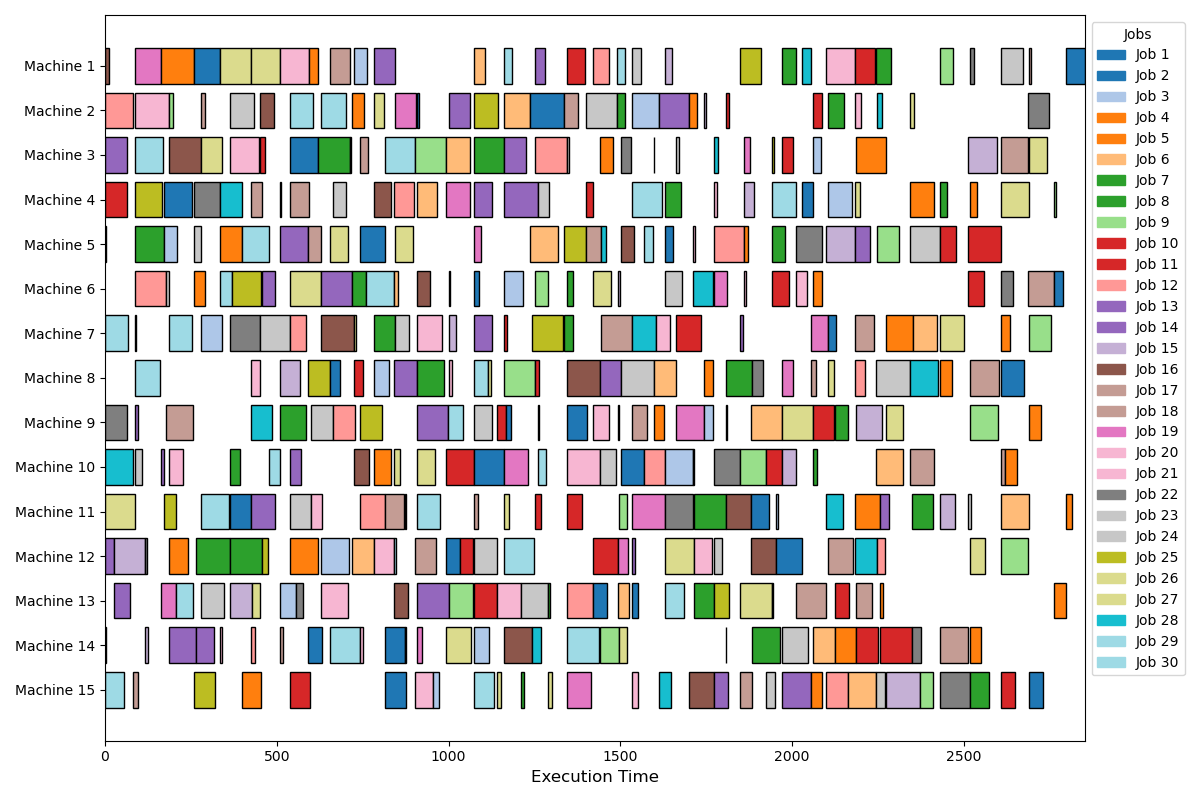 Machine 1
Machine 2
Machine 3
Machine 4
Machine 5
Machine 6
Machine 7
Machine 8
Machine 9
Machine 10
Machine 11
Machine 12
Machine 13
Machine 14
Machine 15
0 500 1000 1500 2000 2500
Execution Time
Jobs
Job 1
Job 2
Job 3
Job 4
Job 5
Job 6
Job 7
Job 8
Job 9
Job 10
Job 11
Job 12
Job 13
Job 14
Job 15
Job 16
Job 17
Job 18
Job 19
Job 20
Job 21
Job 22
Job 23
Job 24
Job 25
Job 26
Job 27
Job 28
Job 29
Job 30